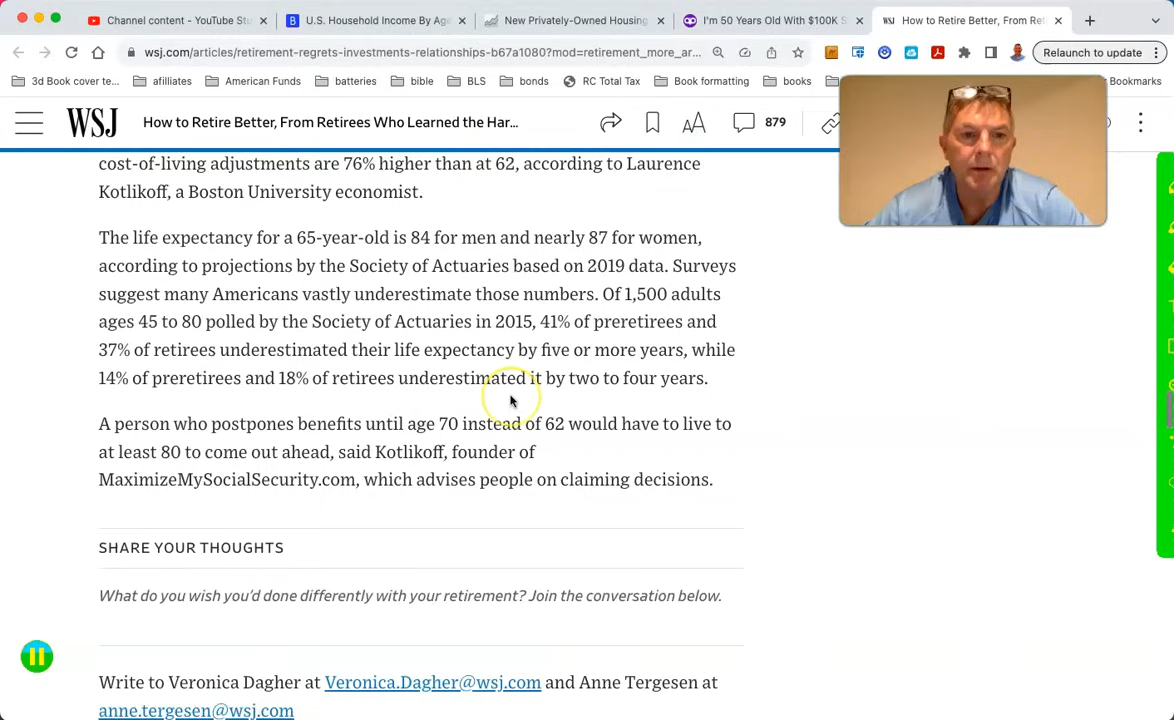 Channel content - YouTube Stu
U.S. Household Income By Age
New Privately-Owned Housing
I'm 50 Years Old With $100K S
How to Retire Better, From Ret
wsj.com/articles/retirement-regrets-investments-relationships-b67a1080?mod=retirement_more_ar...
Relaunch to update
3d Book cover te...
afilliates
American Funds
batteries
bible
BLS
bonds
RC Total Tax
Book formatting
books
Bookmarks
WSJ
How to Retire Better, From Retirees Who Learned the Har...
AA
879
cost-of-living adjustments are 76% higher than at 62, according to Laurence
Kotlikoff, a Boston University economist.
The life expectancy for a 65-year-old is 84 for men and nearly 87 for women,
according to projections by the Society of Actuaries based on 2019 data. Surveys
suggest many Americans vastly underestimate those numbers. Of 1,500 adults
ages 45 to 80 polled by the Society of Actuaries in 2015, 41% of preretirees and
37% of retirees underestimated their life expectancy by five or more years, while
14% of preretirees and 18% of retirees underestimated it by two to four years.
A person who postpones benefits until age 70 instead of 62 would have to live to
at least 80 to come out ahead, said Kotlikoff, founder of
MaximizeMySocialSecurity.com, which advises people on claiming decisions.
SHARE YOUR THOUGHTS
What do you wish you'd done differently with your retirement? Join the conversation below.
Write to Veronica Dagher at Veronica.Dagher@wsj.com and Anne Tergesen at
anne.tergesen@wsj.com